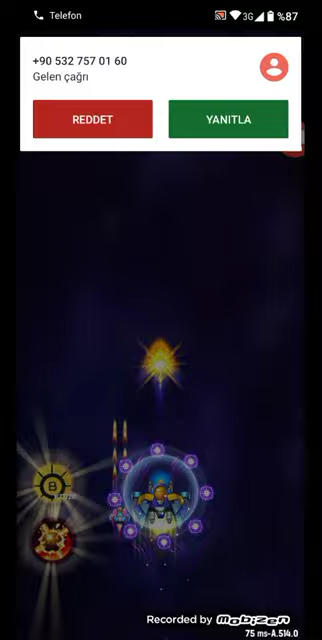 Telefon
3G
%87
+90 532 757 01 60
Gelen çağrı
REDDET
YANITLA
B
Recorded by Mobizen
75 ms-A.514.0